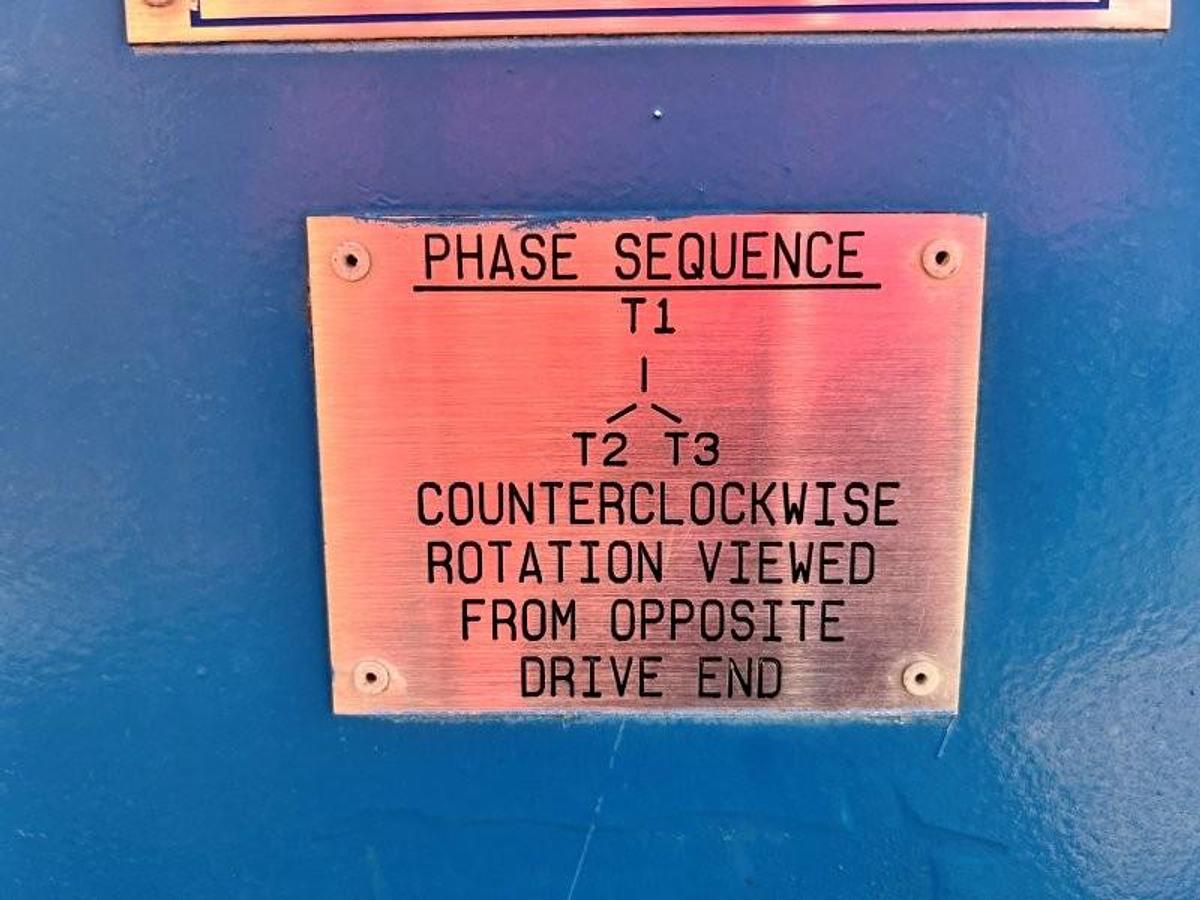 PHASE SEQUENCE
T1
T2 T3
COUNTERCLOCKWISE
ROTATION VIEWED
FROM OPPOSITE
DRIVE END